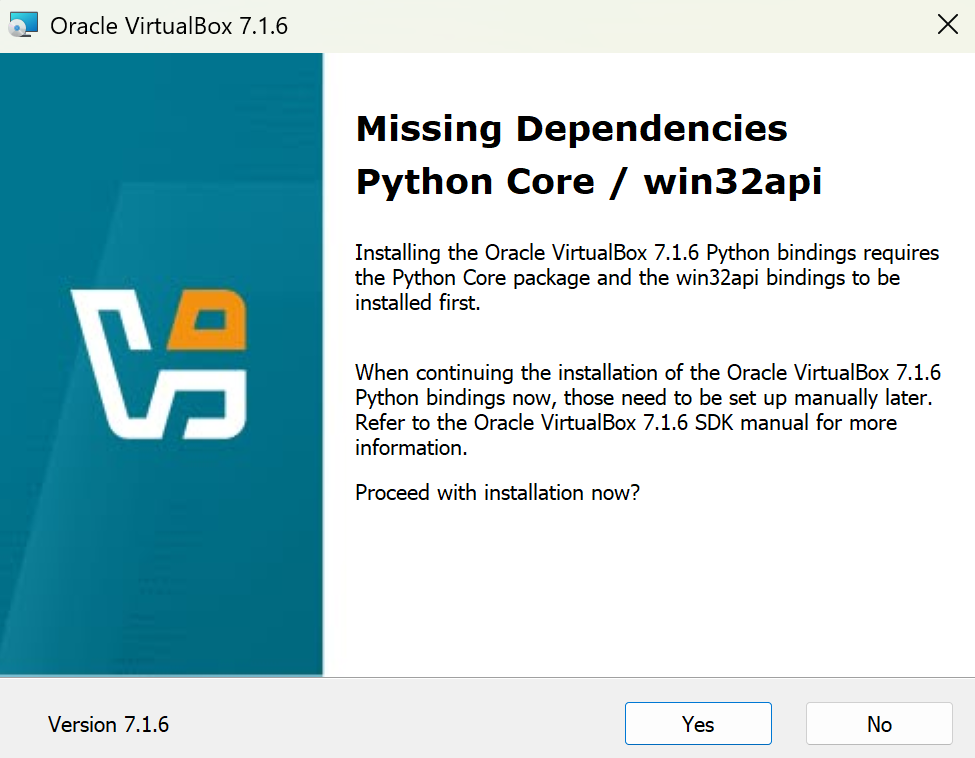 Oracle VirtualBox 7.1.6
Missing Dependencies
Python Core / win32api
Installing the Oracle VirtualBox 7.1.6 Python bindings requires
the Python Core package and the win32api bindings to be
installed first.
When continuing the installation of the Oracle VirtualBox 7.1.6
Python bindings now, those need to be set up manually later.
Refer to the Oracle VirtualBox 7.1.6 SDK manual for more
information.
Proceed with installation now?
Version 7.1.6
Yes
No